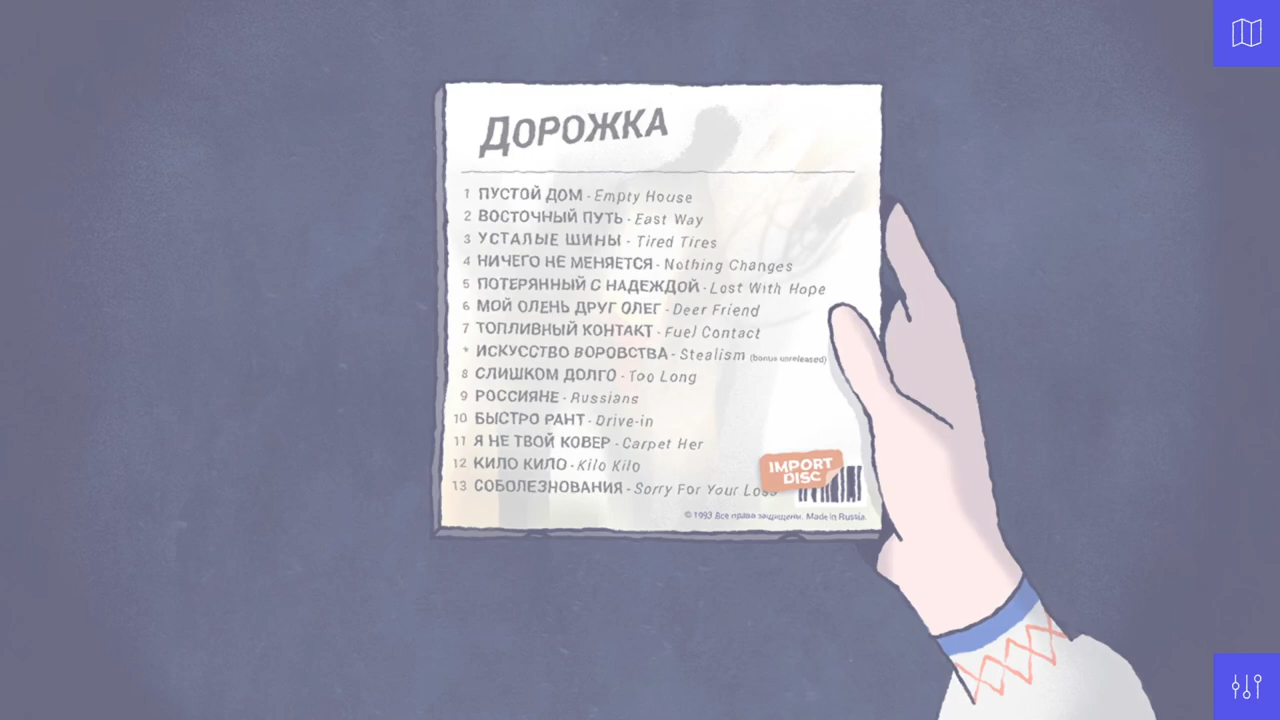 ДОРОЖКА
1 ПУСТОЙ ДОМ - Empty House
2 ВОСТОЧНЫЙ ПУТЬ - East Way
3 УСТАЛЫЕ ШИНЫ - Tired Tires
4 НИЧЕГО НЕ МЕНЯЕТСЯ - Nothing Changes
5 ПОТЕРЯННЫЙ С НАДЕЖДОЙ - Lost With Hope
6 МОЙ ОЛЕНЬ ДРУГ ОЛЕГ - Deer Friend
7 ТОПЛИВНЫЙ КОНТАКТ - Fuel Contact
* ИСКУССТВО ВОРОВСТВА - Stealism (bonus unreleased)
8 СЛИШКОМ ДОЛГО - Too Long
9 РОССИЯНЕ - Russians
10 БЫСТРО РАНТ - Drive-in
11 Я НЕ ТВОЙ КОВЕР - Carpet Her
12 КИЛО КИЛО - Kilo Kilo
13 СОБОЛЕЗНОВАНИЯ - Sorry For Your Loss
IMPORT
DISC
© 1993 Все права защищены. Made in Russia.